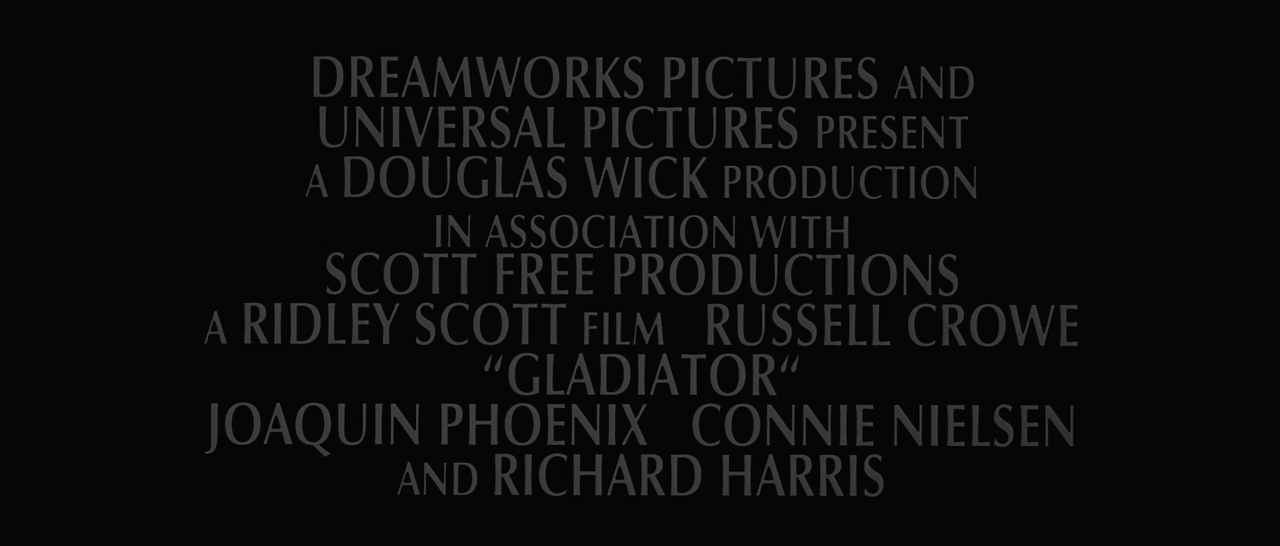 DREAMWORKS PICTURES AND
UNIVERSAL PICTURES PRESENT
A DOUGLAS WICK PRODUCTION
IN ASSOCIATION WITH
SCOTT FREE PRODUCTIONS
A RIDLEY SCOTT FILM RUSSELL CROWE
“GLADIATOR“
JOAQUIN PHOENIX CONNIE NIELSEN
AND RICHARD HARRIS